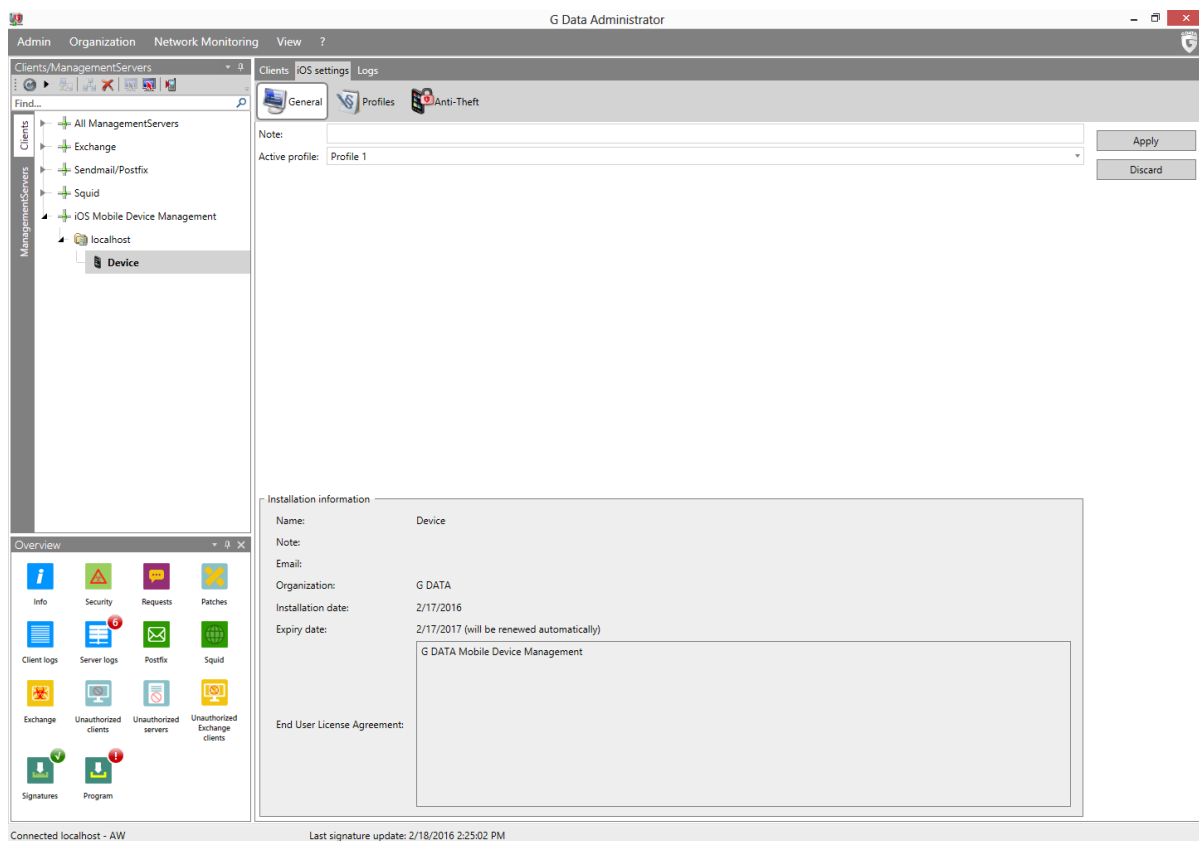 G Data Administrator
Admin Organization Network Monitoring View ?
Clients/ManagementServers
Find...
Clients
ManagementServers
All ManagementServers
Exchange
Sendmail/Postfix
Squid
iOS Mobile Device Management
localhost
Device
Clients iOS settings Logs
General Profiles Anti-Theft
Note:
Active profile: Profile 1
Apply
Discard
Installation information
Name: Device
Note:
Email:
Organization: G DATA
Installation date: 2/17/2016
Expiry date: 2/17/2017 (will be renewed automatically)
End User License Agreement: G DATA Mobile Device Management
Overview
Info Security Requests Patches
6
Client logs Server logs Postfix Squid
Exchange Unauthorized clients Unauthorized servers Unauthorized Exchange clients
Signatures Program
Connected localhost - AW Last signature update: 2/18/2016 2:25:02 PM